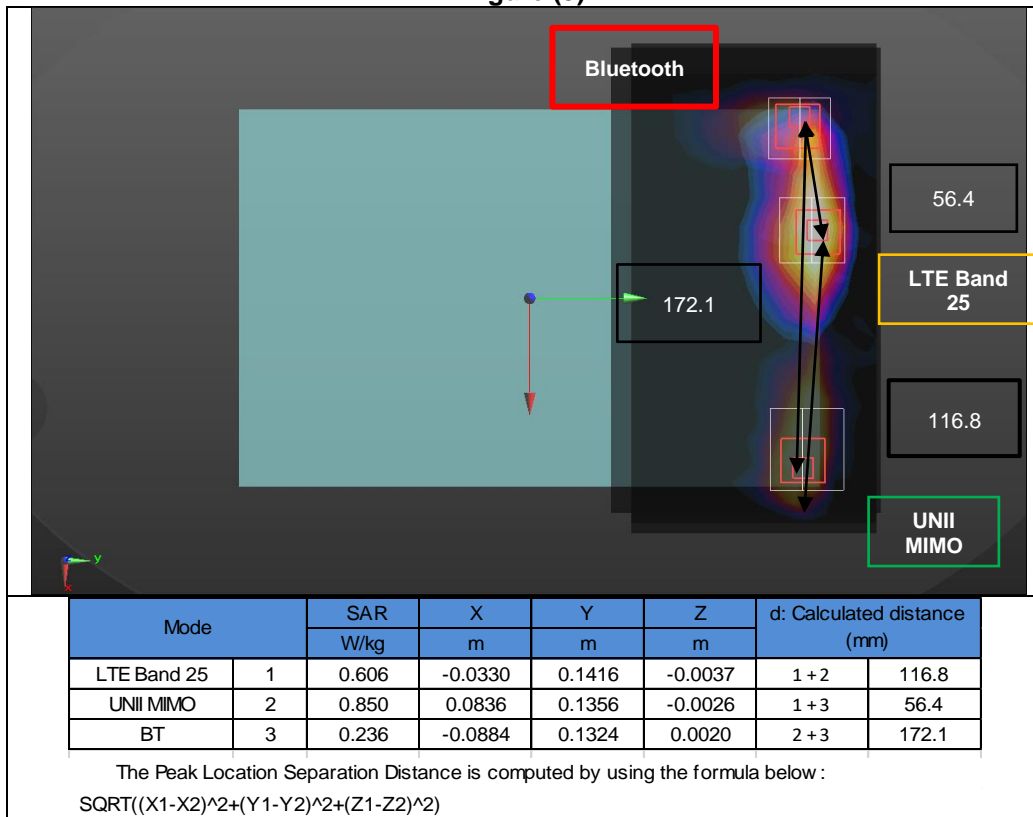 Bluetooth
56.4
LTE Band
25
172.1
116.8
UNII
MIMO
y
x
Mode SAR X Y Z d: Calculated distance
W/kg m m m (mm)
LTE Band 25 1 0.606 -0.0330 0.1416 -0.0037 1 + 2 116.8
UNII MIMO 2 0.850 0.0836 0.1356 -0.0026 1 + 3 56.4
BT 3 0.236 -0.0884 0.1324 0.0020 2 + 3 172.1
The Peak Location Separation Distance is computed by using the formula below :
SQRT((X1-X2)^2+(Y1-Y2)^2+(Z1-Z2)^2)